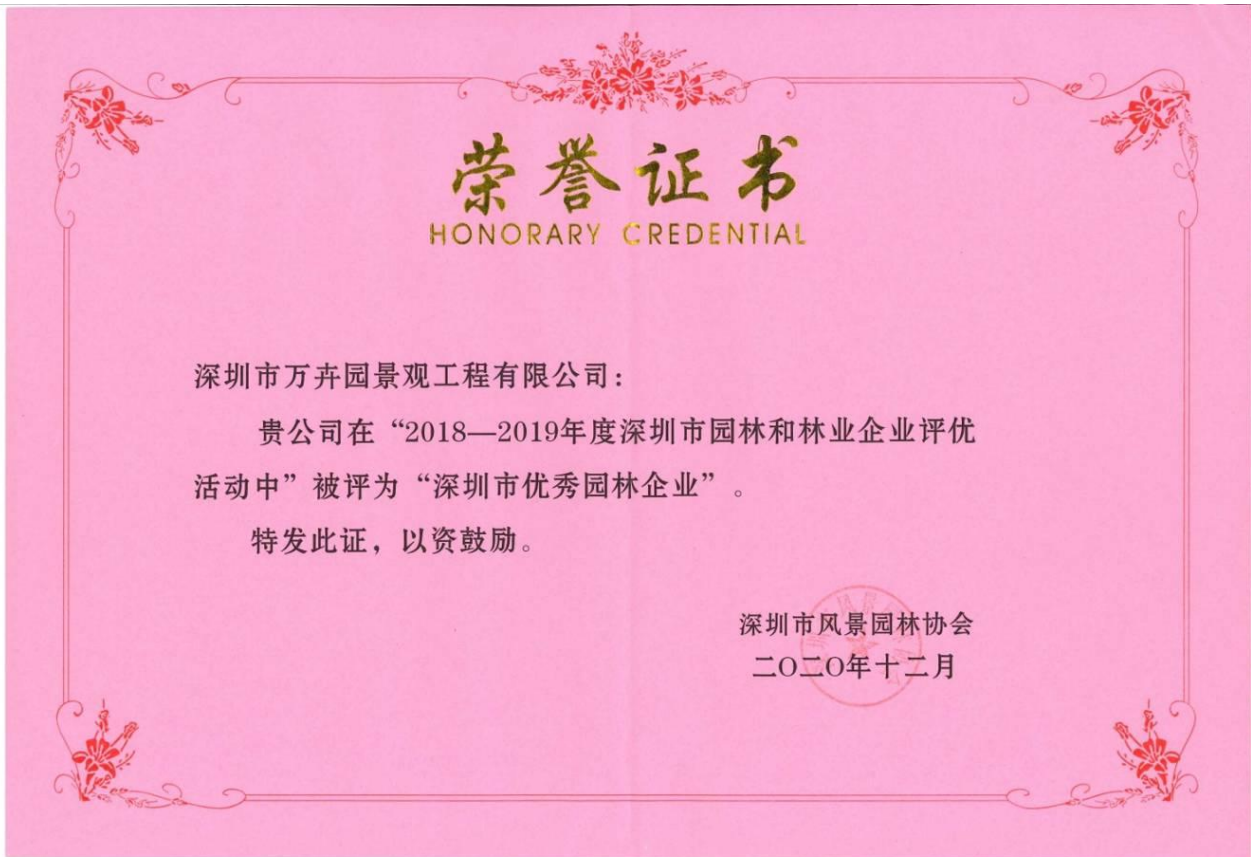 荣誉证书
HONORARY CREDENTIAL
深圳市万卉园景观工程有限公司：
贵公司在“2018—2019年度深圳市园林和林业企业评优
活动中”被评为“深圳市优秀园林企业”。
特发此证，以资鼓励。
深圳市风景园林协会
二〇二〇年十二月